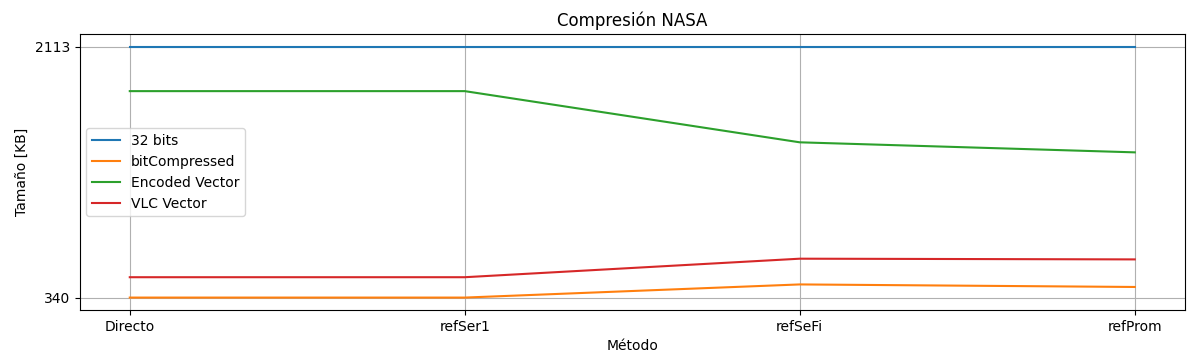 Compresión NASA
2113
Tamaño [KB]
32 bits
bitCompressed
Encoded Vector
VLC Vector
340
Directo refSer1 refSeFi refProm
Método